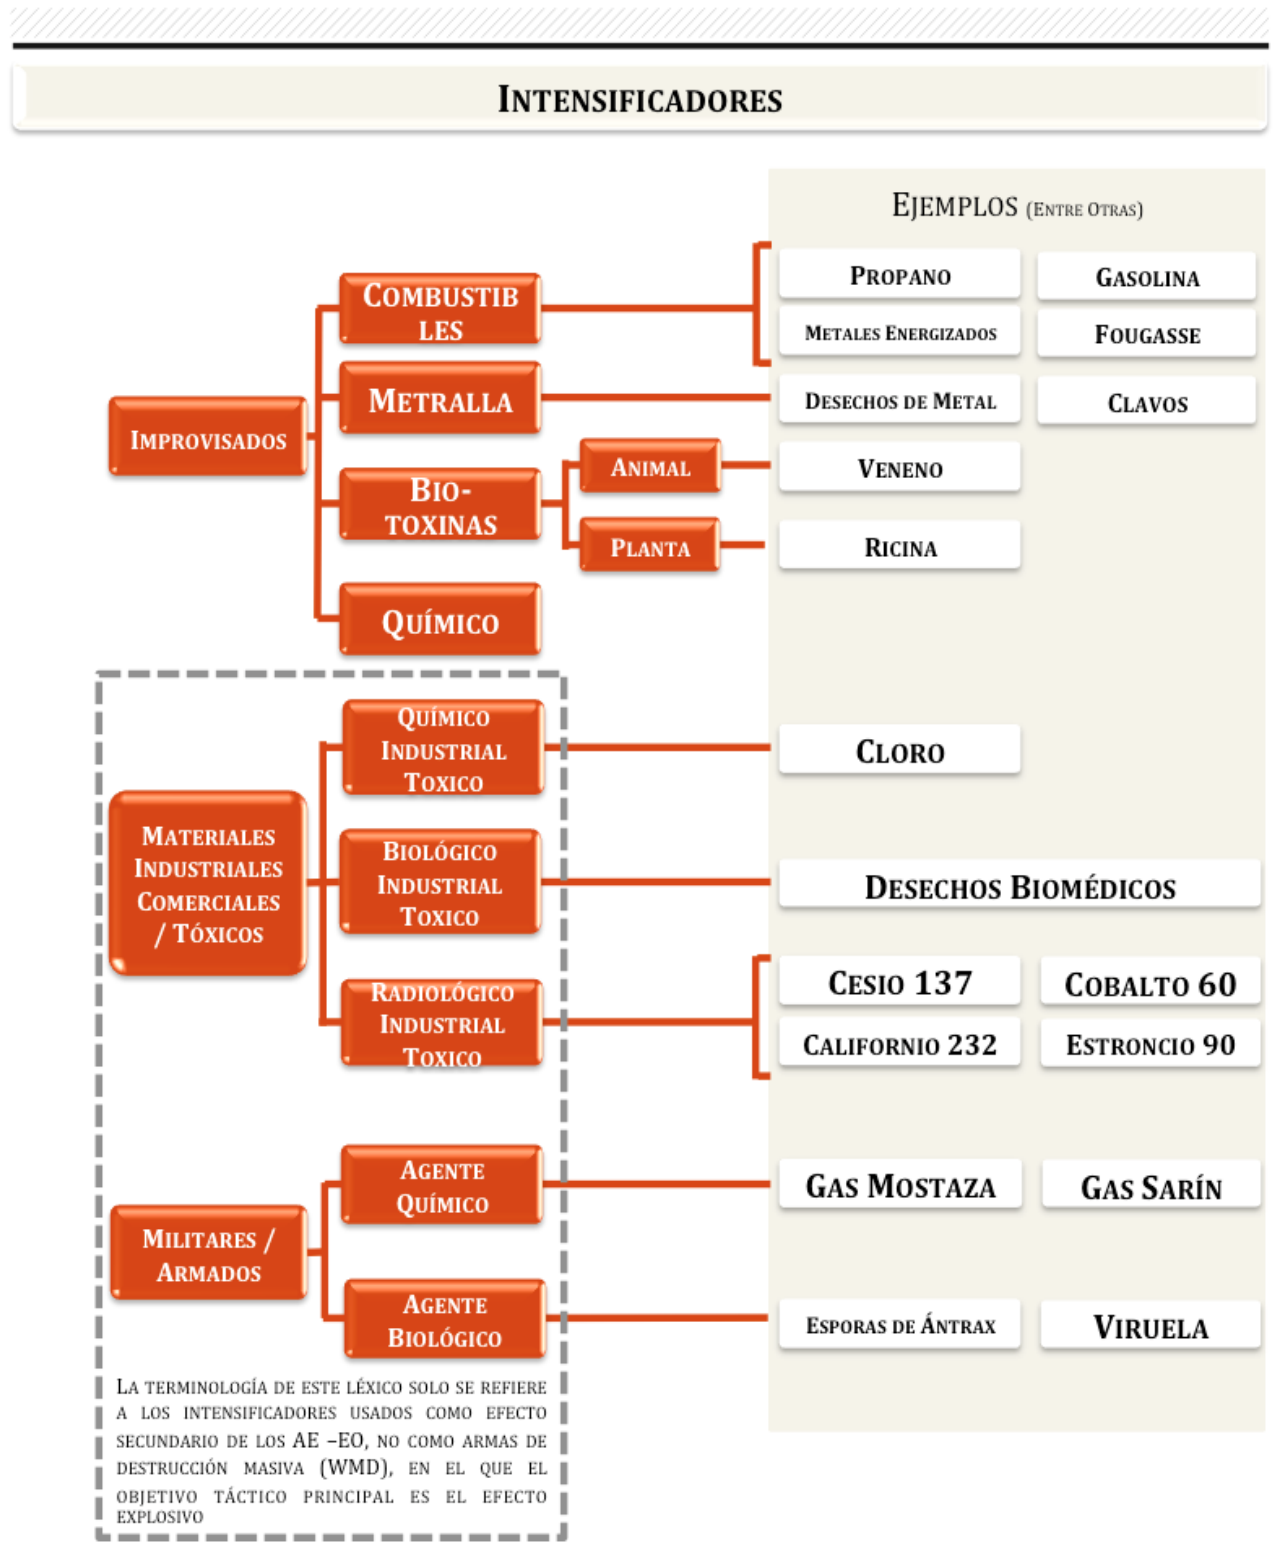 INTENSIFICADORES
EJEMPLOS (ENTRE OTRAS)
IMPROVISADOS
COMBUSTIB
LES
PROPANO
GASOLINA
METALES ENERGIZADOS
FOUGASSE
METRALLA
DESECHOS DE METAL
CLAVOS
BIO-
TOXINAS
ANIMAL
VENENO
PLANTA
RICINA
QUÍMICO
MATERIALES
INDUSTRIALES
COMERCIALES
/ TÓXICOS
QUÍMICO
INDUSTRIAL
TOXICO
CLORO
BIOLÓGICO
INDUSTRIAL
TOXICO
DESECHOS BIOMÉDICOS
RADIOLÓGICO
INDUSTRIAL
TOXICO
CESIO 137
COBALTO 60
CALIFORNIO 232
ESTRONCIO 90
MILITARES /
ARMADOS
AGENTE
QUÍMICO
GAS MOSTAZA
GAS SARÍN
AGENTE
BIOLÓGICO
ESPORAS DE ÁNTRAX
VIRUELA
LA TERMINOLOGÍA DE ESTE LÉXICO SOLO SE REFIERE
A LOS INTENSIFICADORES USADOS COMO EFECTO
SECUNDARIO DE LOS AE –EO, NO COMO ARMAS DE
DESTRUCCIÓN MASIVA (WMD), EN EL QUE EL
OBJETIVO TÁCTICO PRINCIPAL ES EL EFECTO
EXPLOSIVO